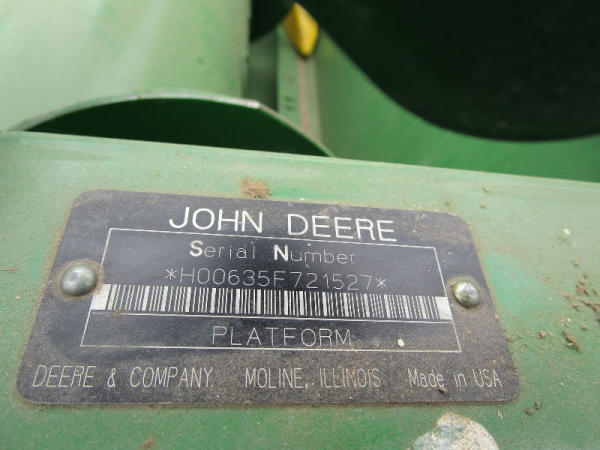 JOHN DEERE
Serial Number
*H00635F721527*
PLATFORM
DEERE & COMPANY MOLINE, ILLINOIS Made in USA